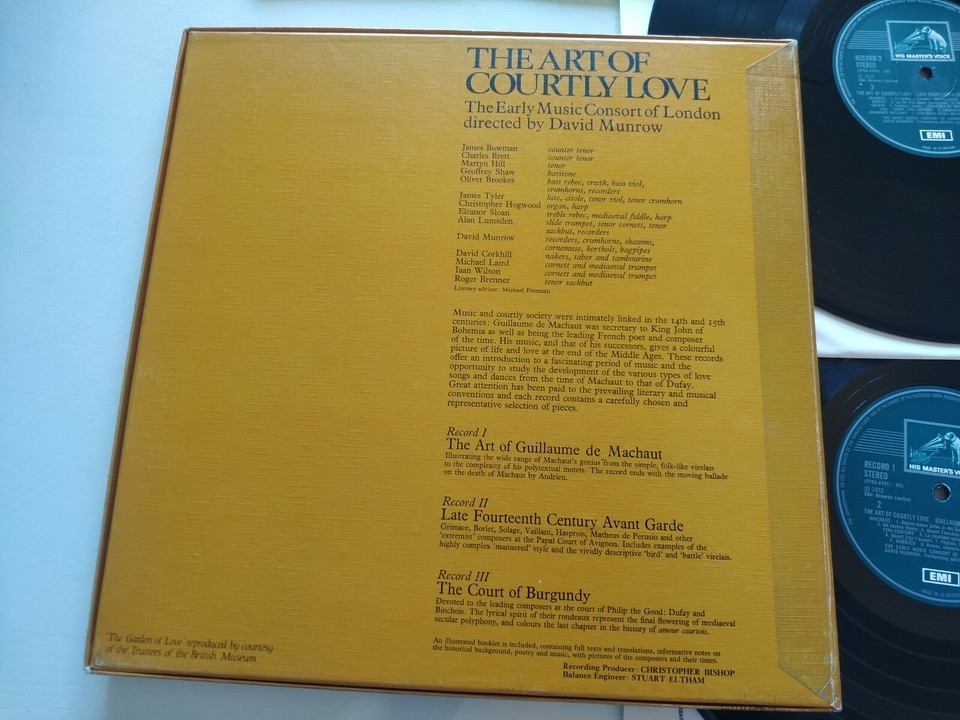 THE ART OF
COURTLY LOVE
The Early Music Consort of London
directed by David Munrow
James Bowman counter tenor
Charles Brett counter tenor
Martyn Hill tenor
Geoffrey Shaw baritone
Oliver Brookes bass rebec, crwth, bass viol,
crumhorns, recorders
James Tyler lute, citole, tenor viol, tenor crumhorn
Christopher Hogwood organ, harp
Eleanor Sloan treble rebec, mediaeval fiddle, harp
Alan Lumsden slide trumpet, tenor cornett, tenor
sackbut, recorders
David Munrow recorders, crumhorns, shawms,
cornemuse, kortholt, bagpipes
David Corkhill nakers, tabor and tambourine
Michael Laird cornett and mediaeval trumpet
Iaan Wilson cornett and mediaeval trumpet
Roger Brenner tenor sackbut
Literary adviser: Michael Freeman
Music and courtly society were intimately linked in the 14th and 15th
centuries: Guillaume de Machaut was secretary to King John of
Bohemia as well as being the leading French poet and composer
of the time. His music, and that of his successors, gives a colourful
picture of life and love at the end of the Middle Ages. These records
offer an introduction to a fascinating period of music and the
opportunity to study the development of the various types of love
songs and dances from the time of Machaut to that of Dufay.
Great attention has been paid to the prevailing literary and musical
conventions and each record contains a carefully chosen and
representative selection of pieces.
Record I
The Art of Guillaume de Machaut
Illustrating the wide range of Machaut's genius from the simple, folk-like virelais
to the complexity of his polytextual motets. The record ends with the moving ballade
on the death of Machaut by Andrieu.
Record II
Late Fourteenth Century Avant Garde
Grimace, Borlet, Solage, Vaillant, Hasprois, Matheus de Perusio and other
'extremist' composers at the Papal Court of Avignon. Includes examples of the
highly complex 'mannered' style and the vividly descriptive 'bird' and 'battle' virelais.
Record III
The Court of Burgundy
Devoted to the leading composers at the court of Philip the Good: Dufay and
Binchois. The lyrical spirit of their rondeaux represent the final flowering of mediaeval
secular polyphony, and colours the last chapter in the history of amour courtois.
An illustrated booklet is included, containing full texts and translations, informative notes on
the historical background, poetry and music, with pictures of the composers and their times.
Recording Producer: CHRISTOPHER BISHOP
Balance Engineer: STUART ELTHAM
'The Garden of Love' reproduced by courtesy
of the Trustees of the British Museum
HIS MASTER'S VOICE
RECORD 2
STEREO
3
THE ART OF COURTLY LOVE
EMI
HIS MASTER'S VOICE
RECORD 1
STEREO
℗ 1973
EMI Records Limited
2
THE ART OF COURTLY LOVE
EMI